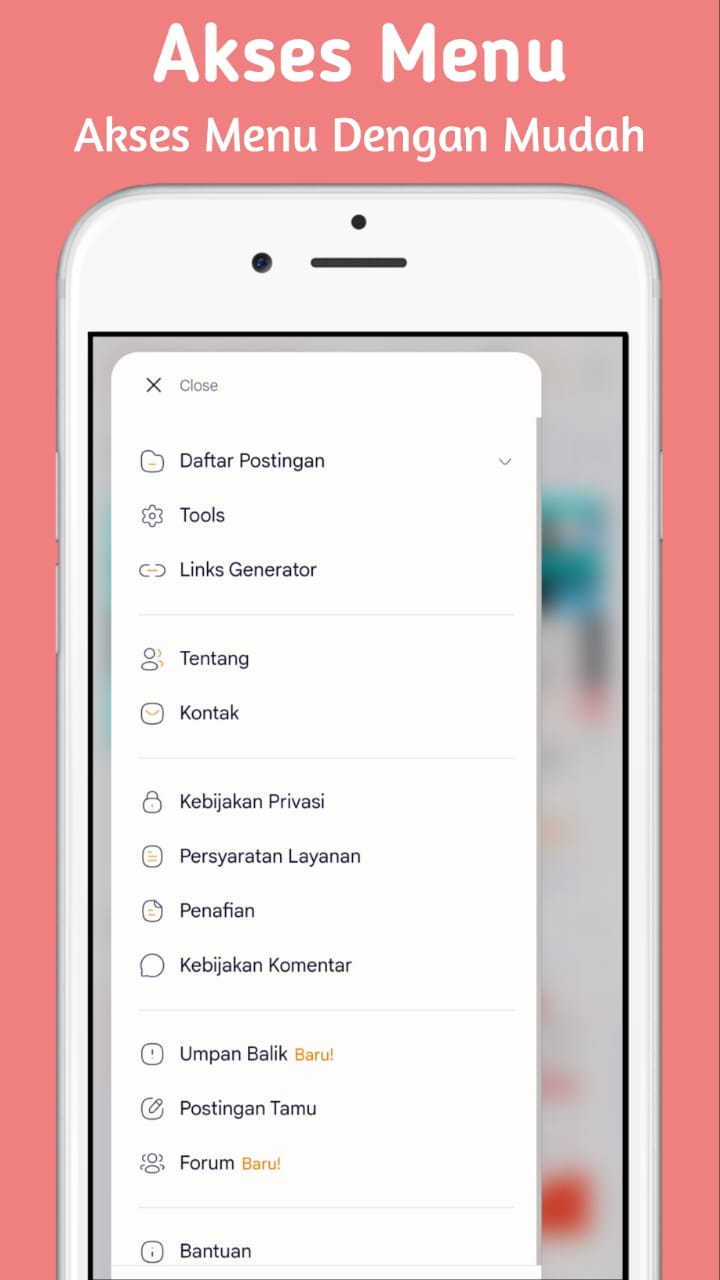 Akses Menu
Akses Menu Dengan Mudah
Close
Daftar Postingan
Tools
Links Generator
Tentang
Kontak
Kebijakan Privasi
Persyaratan Layanan
Penafian
Kebijakan Komentar
Umpan Balik Baru!
Postingan Tamu
Forum Baru!
Bantuan